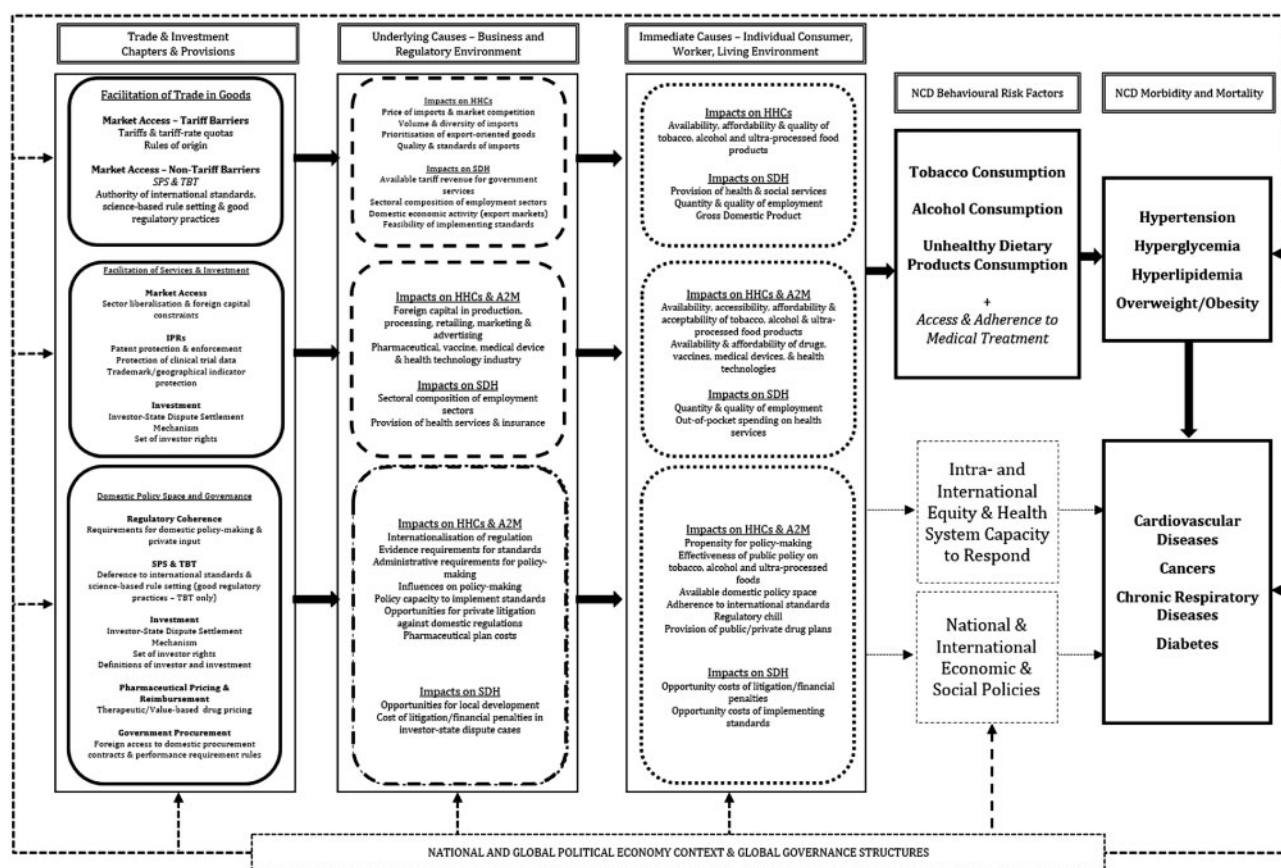 Trade & Investment
Chapters & Provisions
Facilitation of Trade in Goods
Market Access – Tariff Barriers
Tariffs & tariff-rate quotas
Rules of origin
Market Access – Non-Tariff Barriers
SPS & TBT
Authority of international standards,
science-based rule setting & good
regulatory practices
Facilitation of Services & Investment
Market Access
Sector liberalisation & foreign capital
constraints
IPRs
Patent protection & enforcement
Protection of clinical trial data
Trademark/geographical indicator
protection
Investment
Investor-State Dispute Settlement
Mechanism
Set of investor rights
Domestic Policy Space and Governance
Regulatory Coherence
Requirements for domestic policy-making &
private input
SPS & TBT
Deference to international standards &
science-based rule setting (good regulatory
practices – TBT only)
Investment
Investor-State Dispute Settlement
Mechanism
Set of investor rights
Definitions of investor and investment
Pharmaceutical Pricing &
Reimbursement
Therapeutic/Value-based drug pricing
Government Procurement
Foreign access to domestic procurement
contracts & performance requirement rules
Underlying Causes – Business and
Regulatory Environment
Impacts on HHCs
Price of imports & market competition
Volume & diversity of imports
Prioritisation of export-oriented goods
Quality & standards of imports
Impacts on SDH
Available tariff revenue for government
services
Sectoral composition of employment sectors
Domestic economic activity (export markets)
Feasibility of implementing standards
Impacts on HHCs & A2M
Foreign capital in production,
processing, retailing, marketing &
advertising
Pharmaceutical, vaccine, medical device
& health technology industry
Impacts on SDH
Sectoral composition of employment
sectors
Provision of health services & insurance
Impacts on HHCs & A2M
Internationalisation of regulation
Evidence requirements for standards
Administrative requirements for policy-
making
Influences on policy-making
Policy capacity to implement standards
Opportunities for private litigation
against domestic regulations
Pharmaceutical plan costs
Impacts on SDH
Opportunities for local development
Cost of litigation/financial penalties in
investor-state dispute cases
Immediate Causes – Individual Consumer,
Worker, Living Environment
Impacts on HHCs
Availability, affordability & quality of
tobacco, alcohol and ultra-processed food
products
Impacts on SDH
Provision of health & social services
Quantity & quality of employment
Gross Domestic Product
Impacts on HHCs & A2M
Availability, accessibility, affordability &
acceptability of tobacco, alcohol & ultra-
processed food products
Availability & affordability of drugs,
vaccines, medical devices, & health
technologies
Impacts on SDH
Quantity & quality of employment
Out-of-pocket spending on health
services
Impacts on HHCs & A2M
Propensity for policy-making
Effectiveness of public policy on
tobacco, alcohol and ultra-processed
foods
Available domestic policy space
Adherence to international standards
Regulatory chill
Provision of public/private drug plans
Impacts on SDH
Opportunity costs of litigation/financial
penalties
Opportunity costs of implementing
standards
NCD Behavioural Risk Factors
Tobacco Consumption
Alcohol Consumption
Unhealthy Dietary
Products Consumption
+
Access & Adherence to
Medical Treatment
Intra- and
International
Equity & Health
System Capacity
to Respond
National &
International
Economic &
Social Policies
NCD Morbidity and Mortality
Hypertension
Hyperglycemia
Hyperlipidemia
Overweight/Obesity
Cardiovascular
Diseases
Cancers
Chronic Respiratory
Diseases
Diabetes
NATIONAL AND GLOBAL POLITICAL ECONOMY CONTEXT & GLOBAL GOVERNANCE STRUCTURES